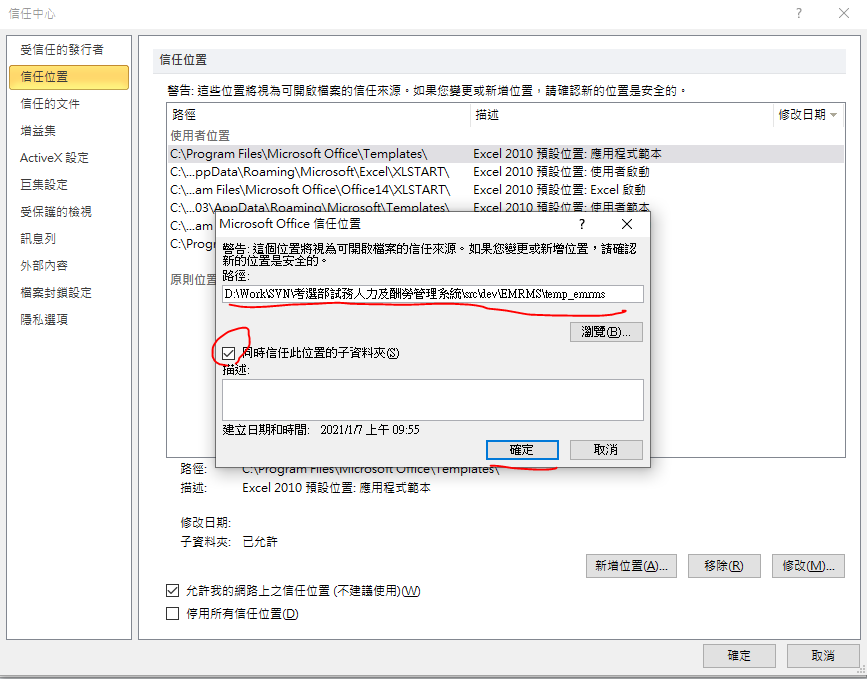 信任中心
?
受信任的發行者
信任位置
信任的文件
增益集
ActiveX 設定
巨集設定
受保護的檢視
訊息列
外部內容
檔案封鎖設定
隱私選項
信任位置
警告: 這些位置將視為可開啟檔案的信任來源。如果您變更或新增位置，請確認新的位置是安全的。
路徑 描述 修改日期
使用者位置
C:\Program Files\Microsoft Office\Templates\ Excel 2010 預設位置: 應用程式範本
C:\...ppData\Roaming\Microsoft\Excel\XLSTART\ Excel 2010 預設位置: 使用者啟動
C:\...am Files\Microsoft Office\Office14\XLSTART\ Excel 2010 預設位置: Excel 啟動
C:\...03\AppData\Roaming\Microsoft\Templates\ Excel 2010 預設位置: 使用者範本
C:\...am
C:\Prog
原則位置
Microsoft Office 信任位置 ?
警告: 這個位置將視為可開啟檔案的信任來源。如果您變更或新增位置，請確認
新的位置是安全的。
路徑:
D:\Work\SVN\考選部試務人力及酬勞管理系統\src\dev\EMRMS\temp_emrms
瀏覽(B)...
同時信任此位置的子資料夾(S)
描述:
建立日期和時間: 2021/1/7 上午 09:55
確定 取消
路徑: C:\Program Files\Microsoft Office\Templates\
描述: Excel 2010 預設位置: 應用程式範本
修改日期:
子資料夾: 已允許
新增位置(A)... 移除(R) 修改(M)...
允許我的網路上之信任位置 (不建議使用)(W)
停用所有信任位置(D)
確定 取消